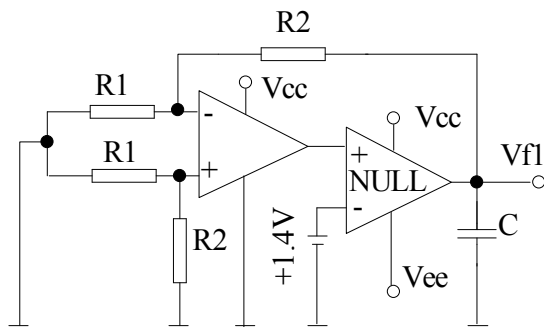 R2
R1
Vcc
-
Vcc
Vf1
R1
+
+
NULL
-
R2
+1.4V
C
Vee